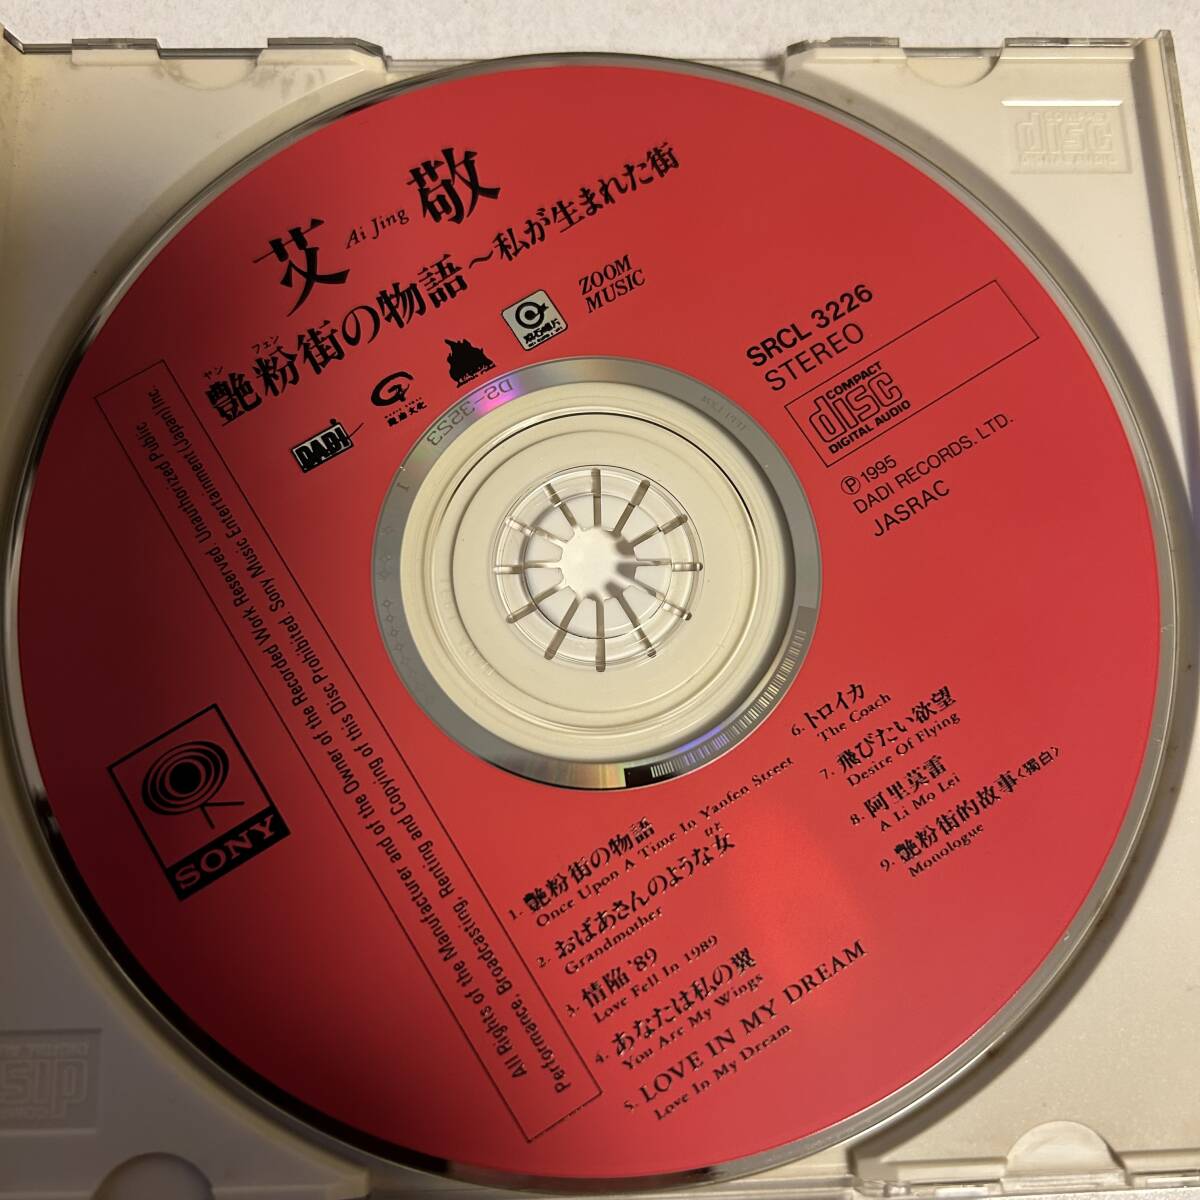 艾 Ai Jing 敬
ヤン フェン
艶粉街の物語～私が生まれた街
DADI
ZOOM
MUSIC
SRCL 3226
STEREO
COMPACT
disc
DIGITAL AUDIO
Ⓟ1995
DADI RECORDS. LTD.
JASRAC
DS-3523
SONY
All Rights of the Manufacturer and of the Owner of the Recorded Work Reserved. Unauthorized Public
Performance, Broadcasting, Renting and Copying of this Disc Prohibited. Sony Music Entertainment (Japan) Inc.
1. 艶粉街の物語
Once Upon A Time In Yanfen Street
2. おばあさんのような女
ひと
Grandmother
3. 情陥 '89
Love Fell In 1989
4. あなたは私の翼
You Are My Wings
5. LOVE IN MY DREAM
Love In My Dream
6. トロイカ
The Coach
7. 飛びたい欲望
Desire Of Flying
8. 阿里莫雷
A Li Mo Lei
9. 艶粉街的故事〈獨白〉
Monologue